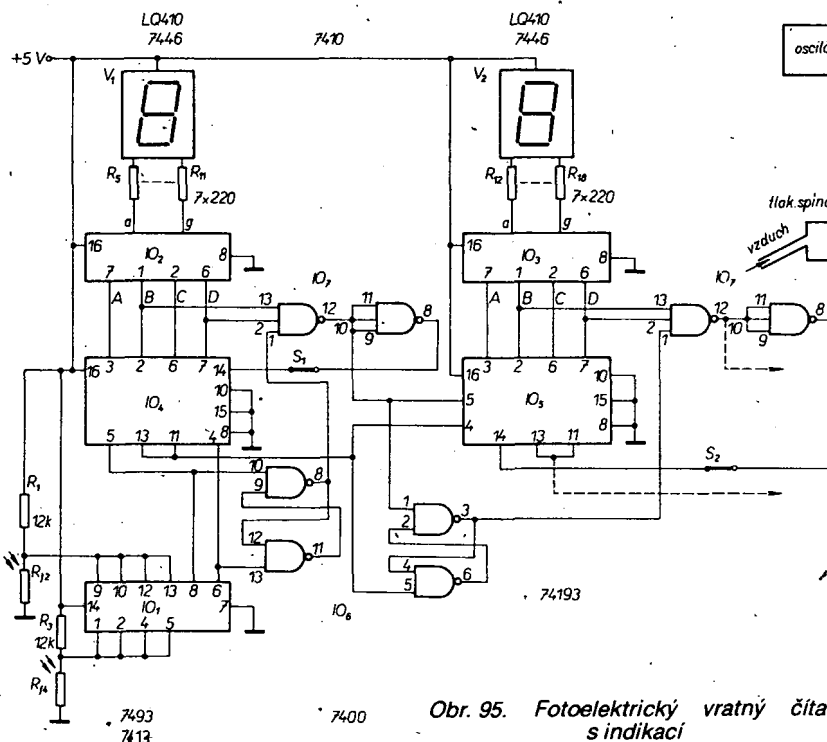 LQ410 LQ410
7446 7410 7446
+5 V
V1 V2
oscil
R5 R11 R12 R18
7×220 7×220
tlak.spín
vzduch
a g a g
16 IO2 8 16 IO3 8
IO7 IO7
7 1 2 6 7 1 2 6
A B C D A B C D
13 12 11 8 13 12 11 8
2 10 2 10
1 9 1 9
3 2 6 7 14 S1 3 2 6 7
16 IO4 10 16 IO5 10
15 5 15
8 4 8
5 13 11 4 14 13 11
S2
R1 10 8
12k 9
1 3
2
12 11
13
4 6
5
R12
9 10 12 13 8 6
14 IO1 7
R3
12k 1 2 4 5
IO6
74193
R14
7493 7400
7413
Obr. 95. Fotoelektrický vratný číta
s indikací